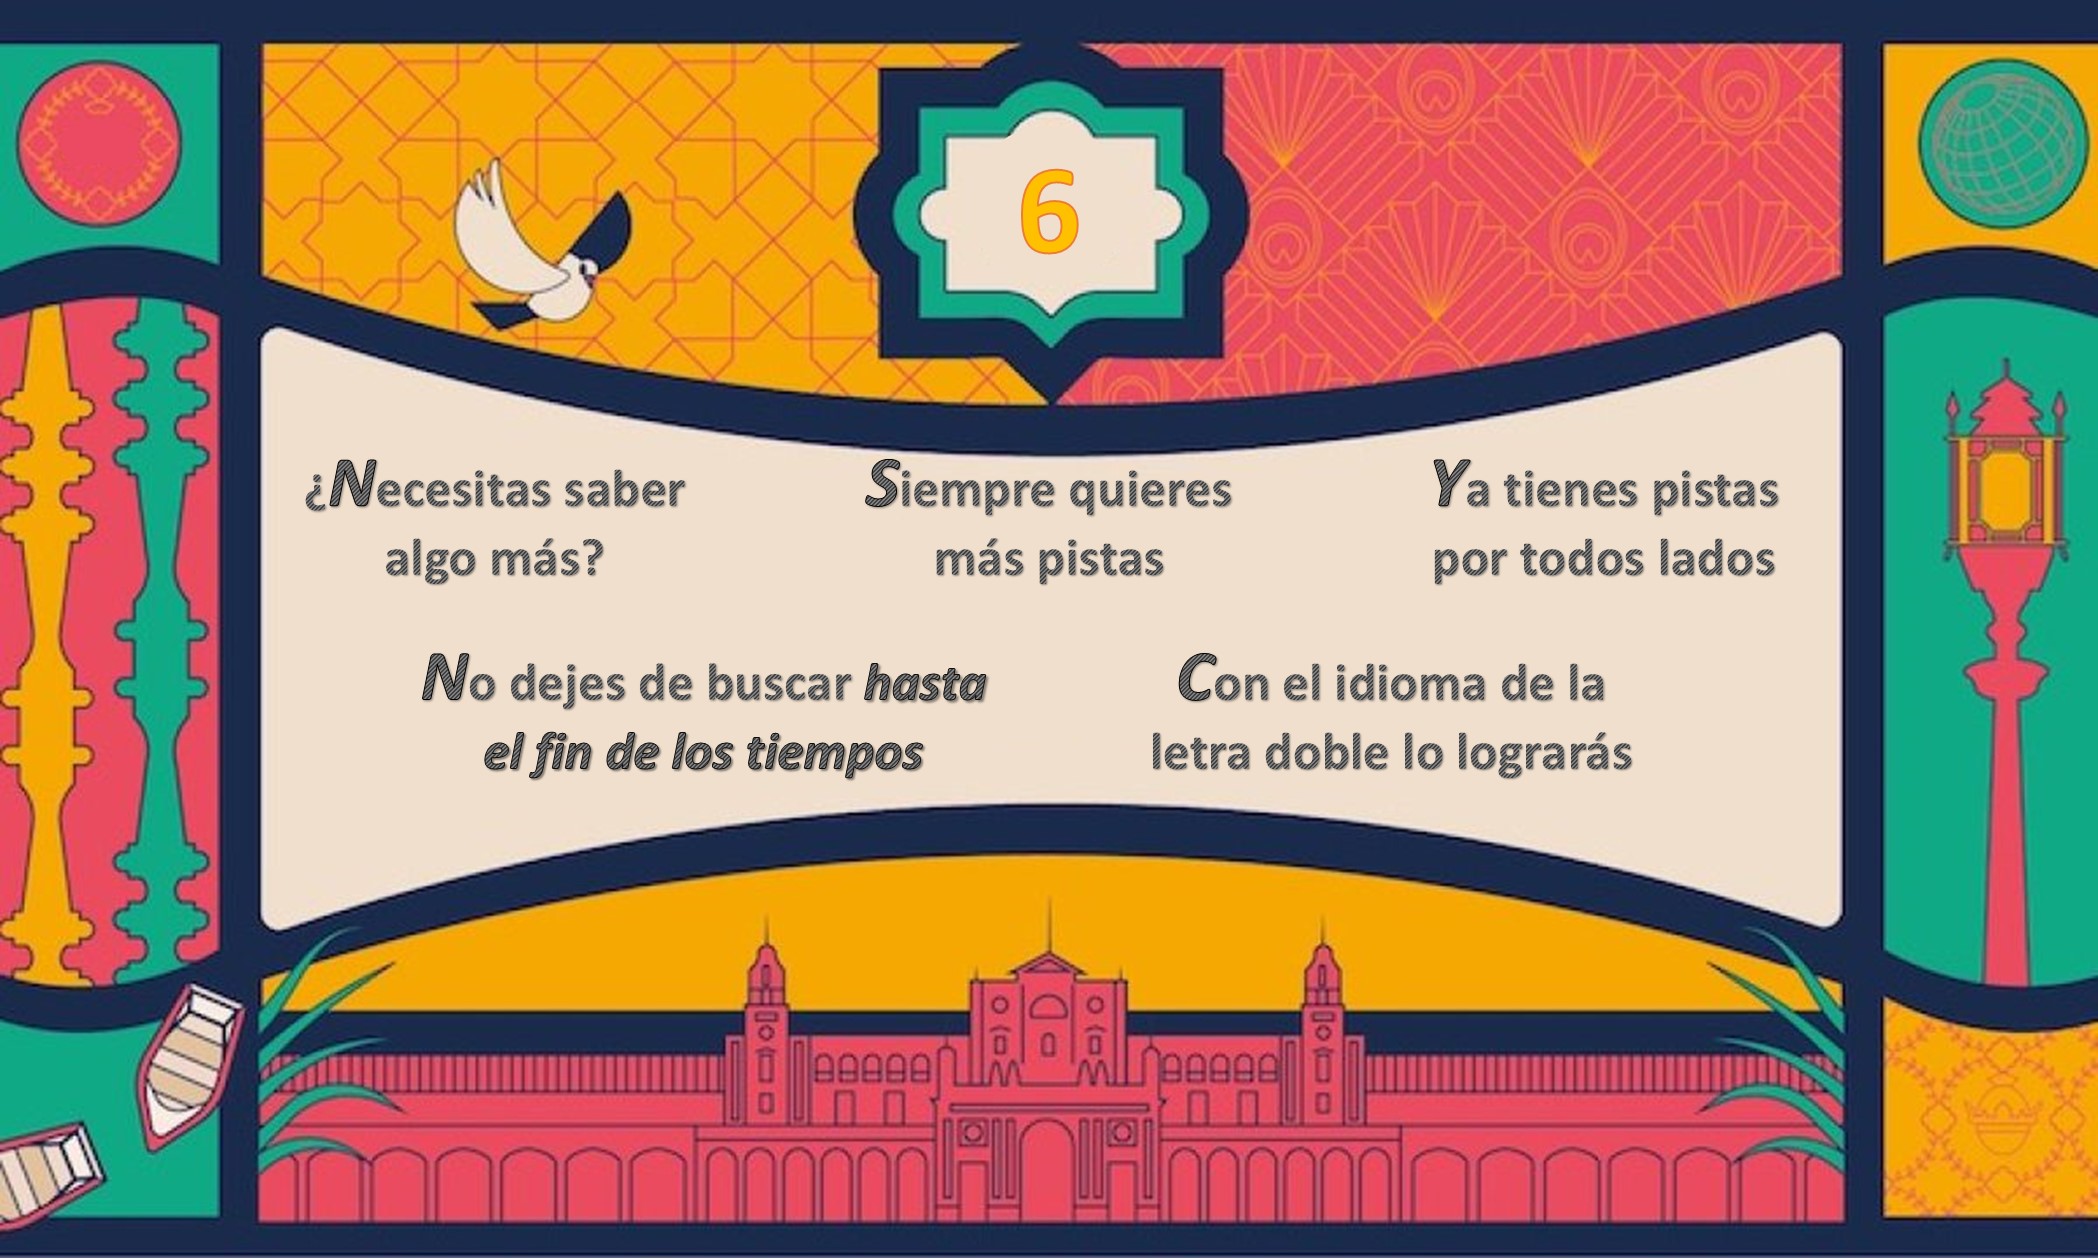 6
¿Necesitas saber
algo más?
Siempre quieres
más pistas
Ya tienes pistas
por todos lados
No dejes de buscar hasta
el fin de los tiempos
Con el idioma de la
letra doble lo lograrás